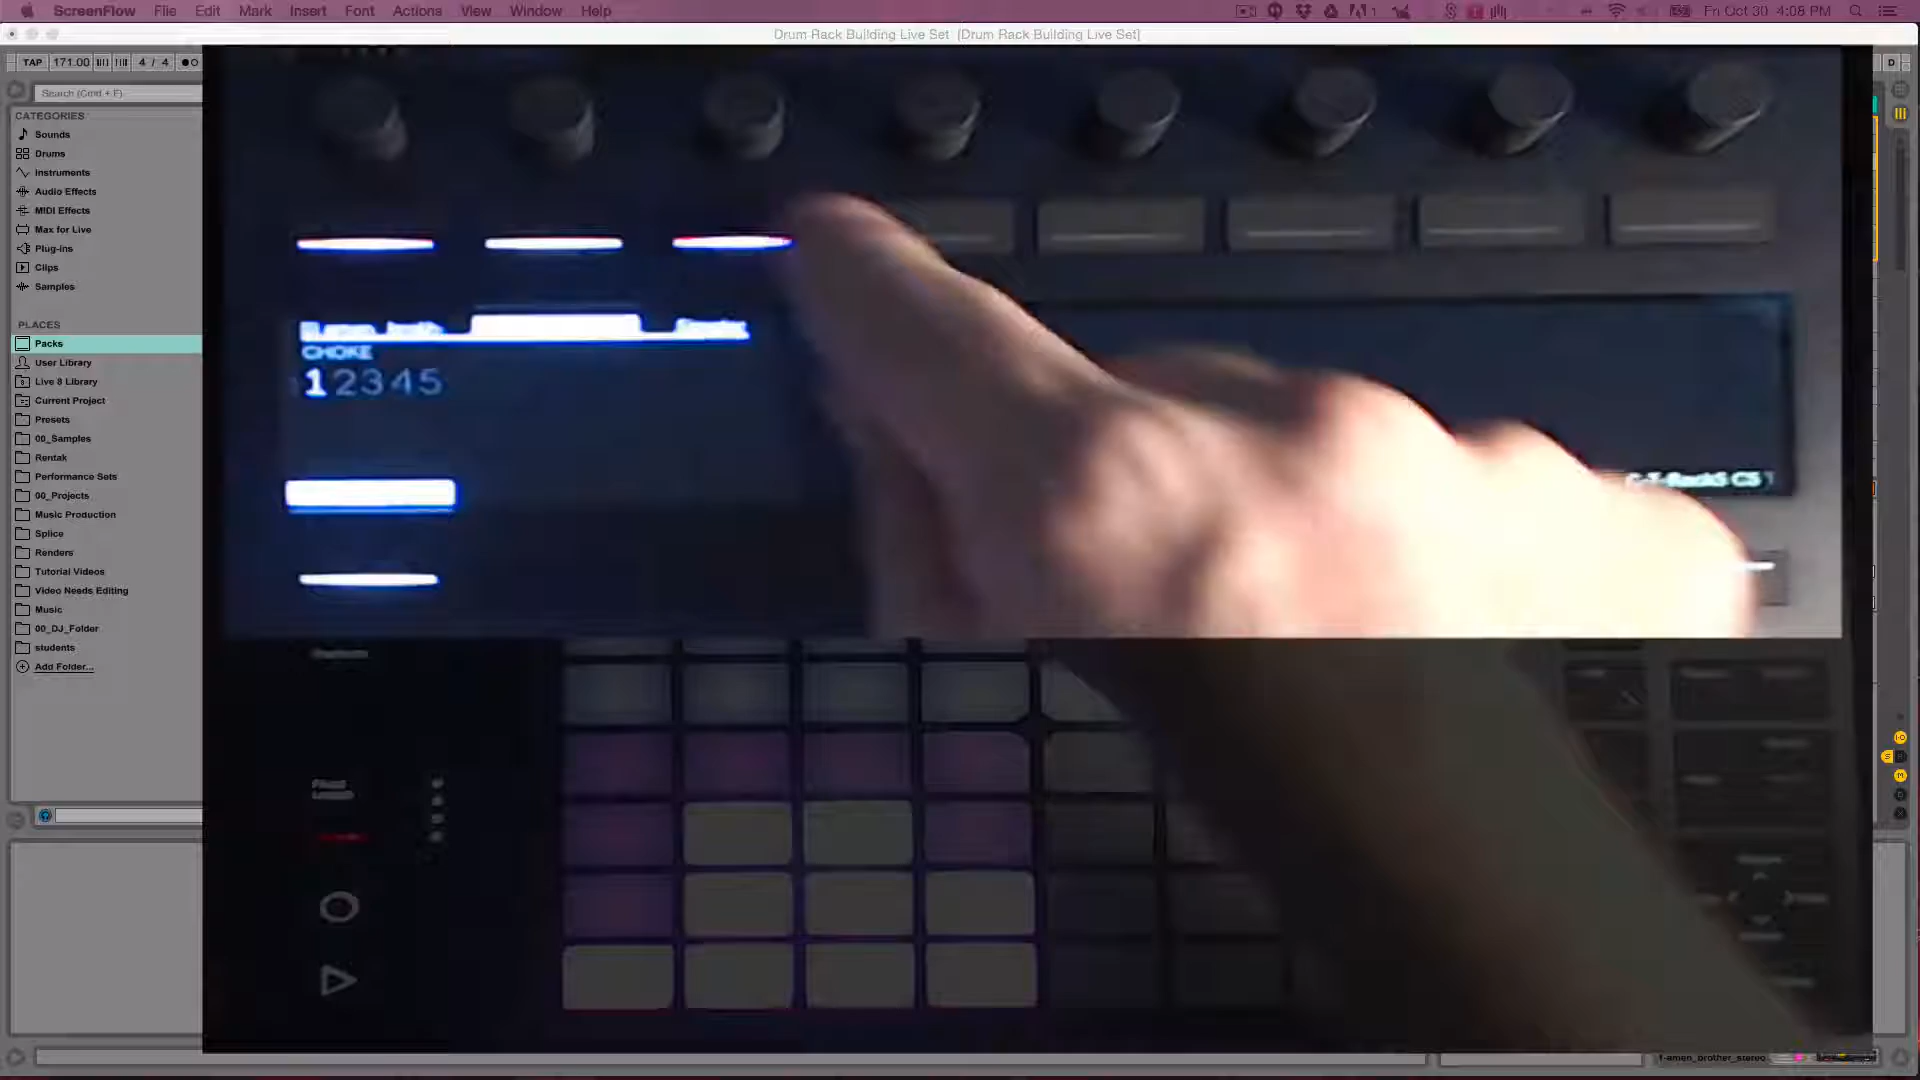 ScreenFlow File Edit Mark Insert Font Actions View Window Help
1 Fri Oct 30 4:08 PM
Drum Rack Building Live Set [Drum Rack Building Live Set]
TAP 171.00 4 / 4
D
Search (Cmd + F)
CATEGORIES
Sounds
Drums
Instruments
Audio Effects
MIDI Effects
Max for Live
Plug-ins
Clips
Samples
PLACES
Packs
User Library
Live 8 Library
Current Project
Presets
00_Samples
Rentak
Performance Sets
00_Projects
Music Production
Splice
Renders
Tutorial Videos
Video Needs Editing
Music
00_DJ_Folder
students
Add Folder...
CHOKE
12345
CS
amen_brother_stereo